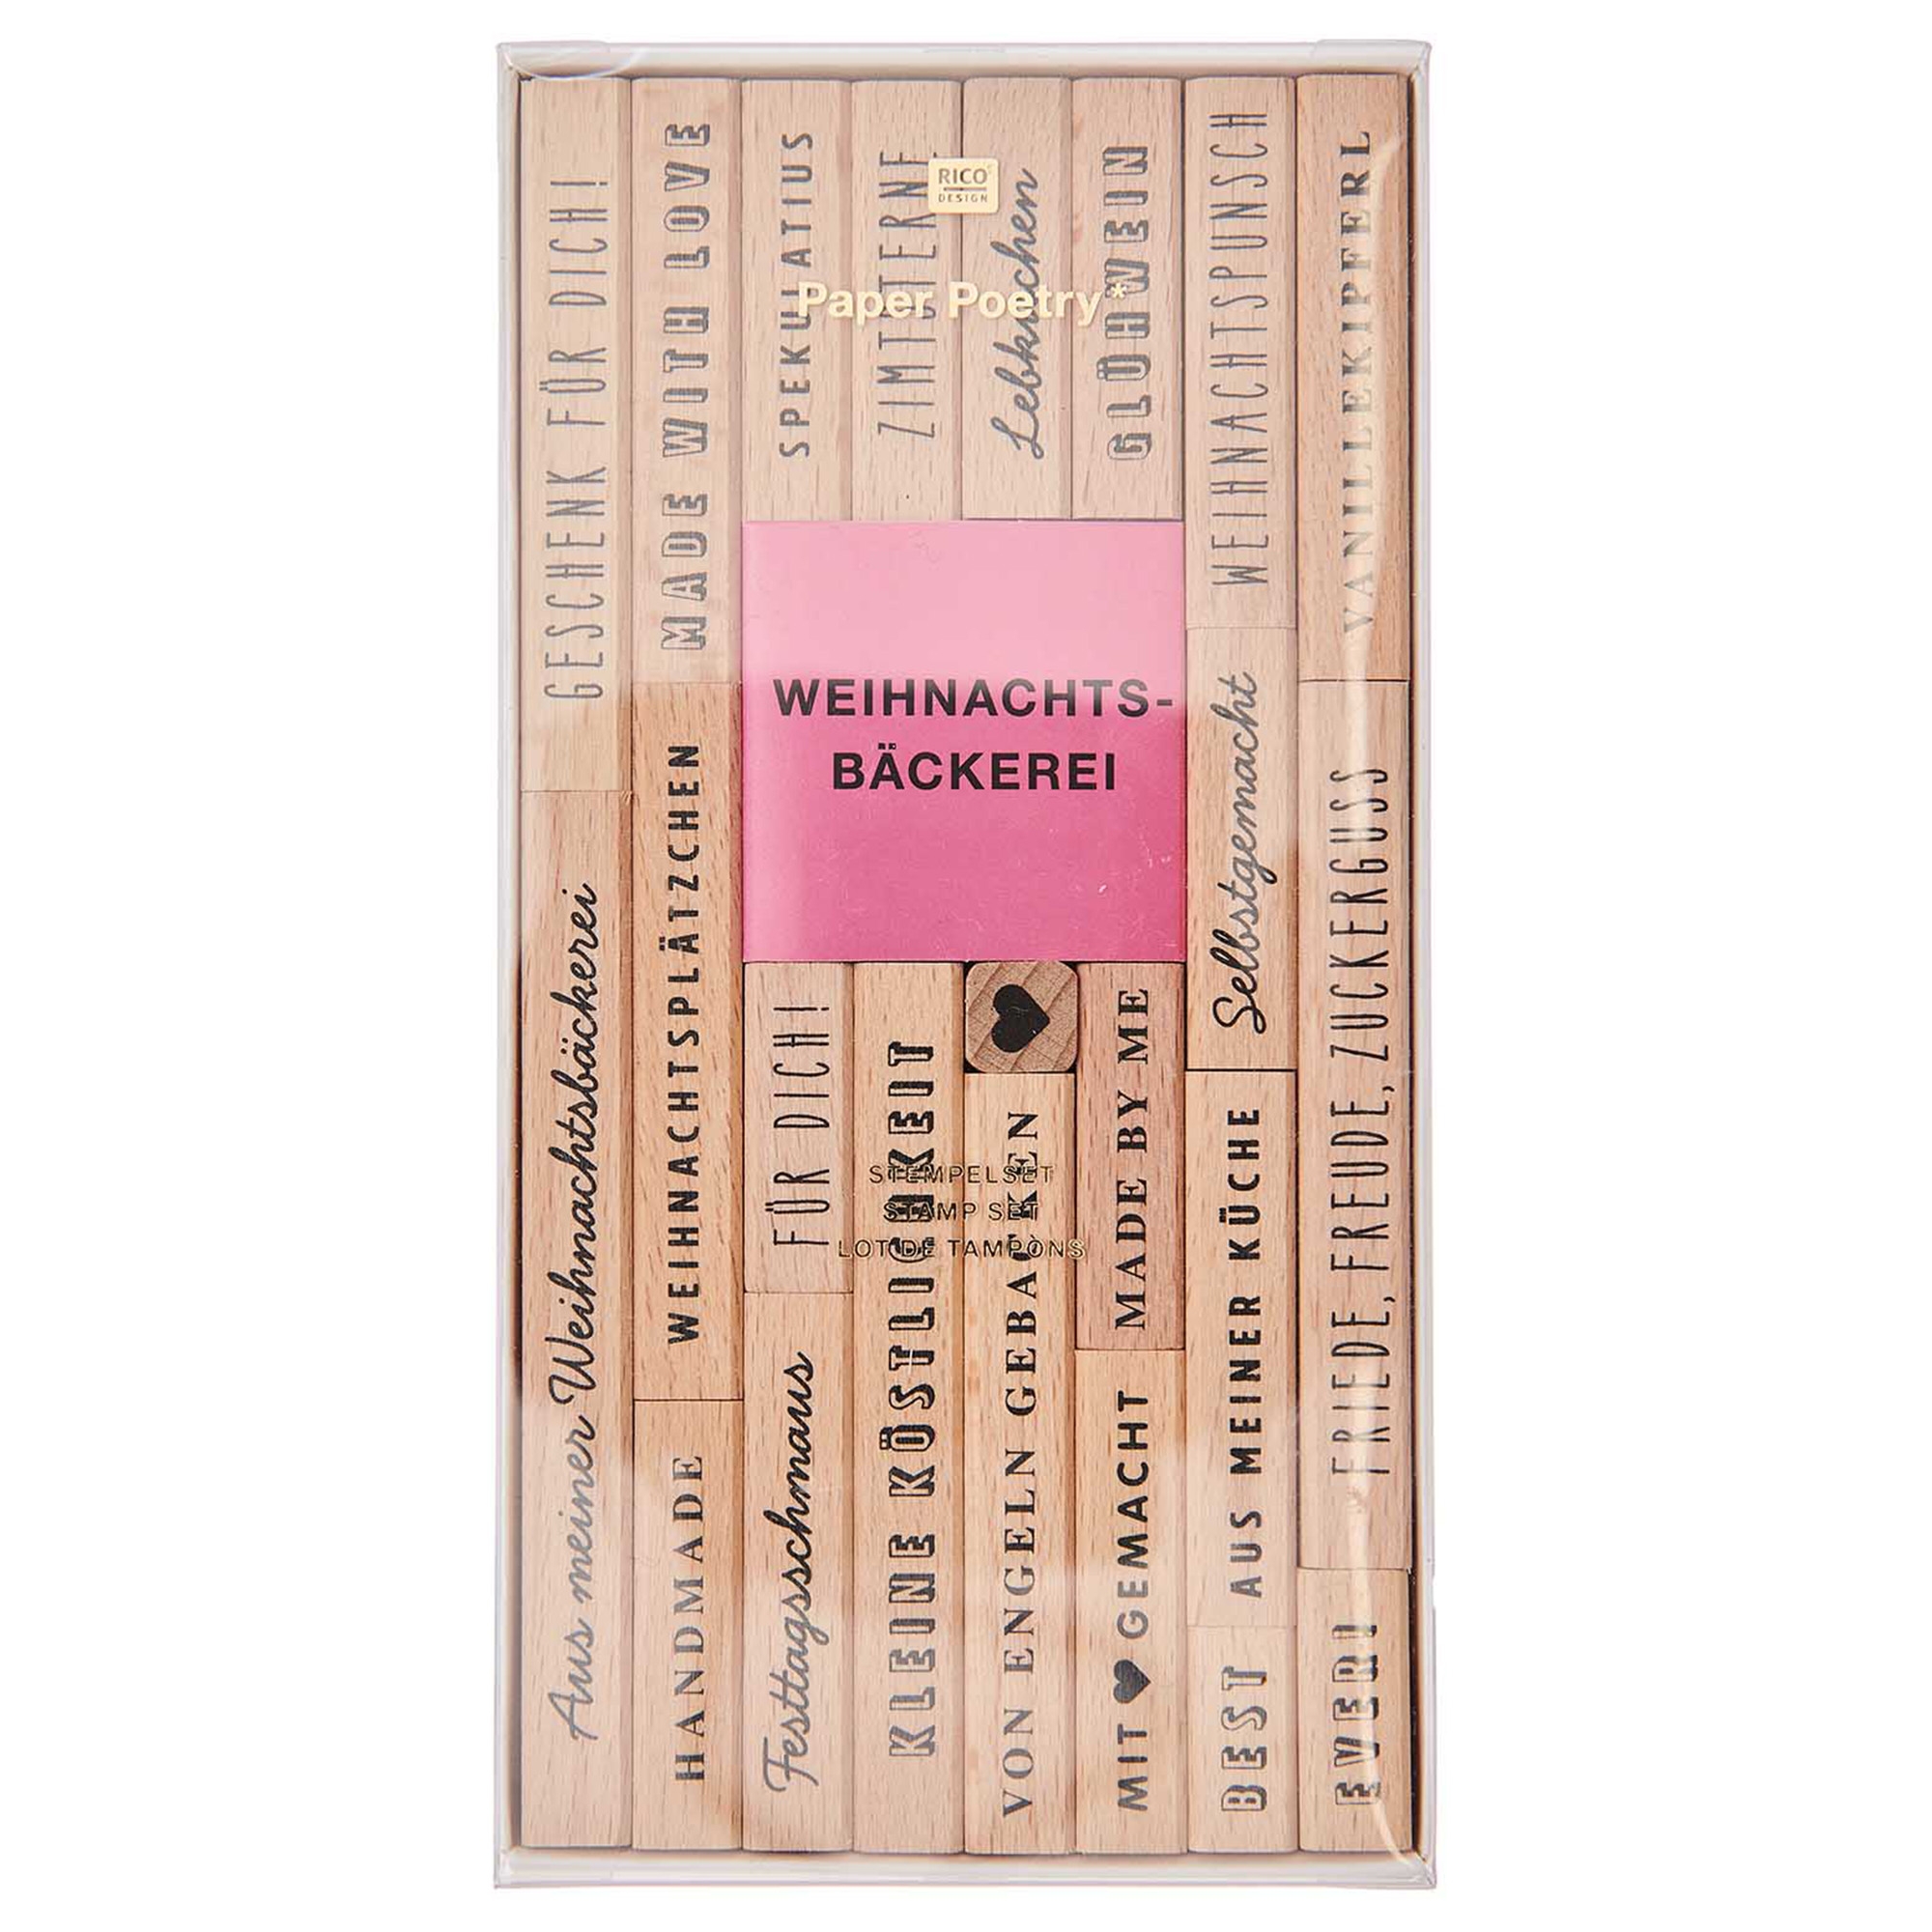 RICO
DESIGN
Paper Poetry*
GESCHENK FÜR DICH!
Aus meiner Weihnachtsbäckerei
MADE WITH LOVE
WEIHNACHTSPLÄTZCHEN
HANDMADE
SPEKULATIUS
ZIMTSTERNE
Lebkuchen
GLÜHWEIN
WEIHNACHTS-
BÄCKEREI
FÜR DICH!
Festtagsschmaus
KLEINE KÖSTLICHKEIT
VON ENGELN GEBACKEN
MADE BY ME
MIT ♥ GEMACHT
STEMPELSET
STAMP SET
LOT DE TAMPONS
WEIHNACHTSPUNSCH
Selbstgemacht
AUS MEINER KÜCHE
BEST
VANILLEKIPFERL
FRIEDE, FREUDE, ZUCKERGUSS
EVER!